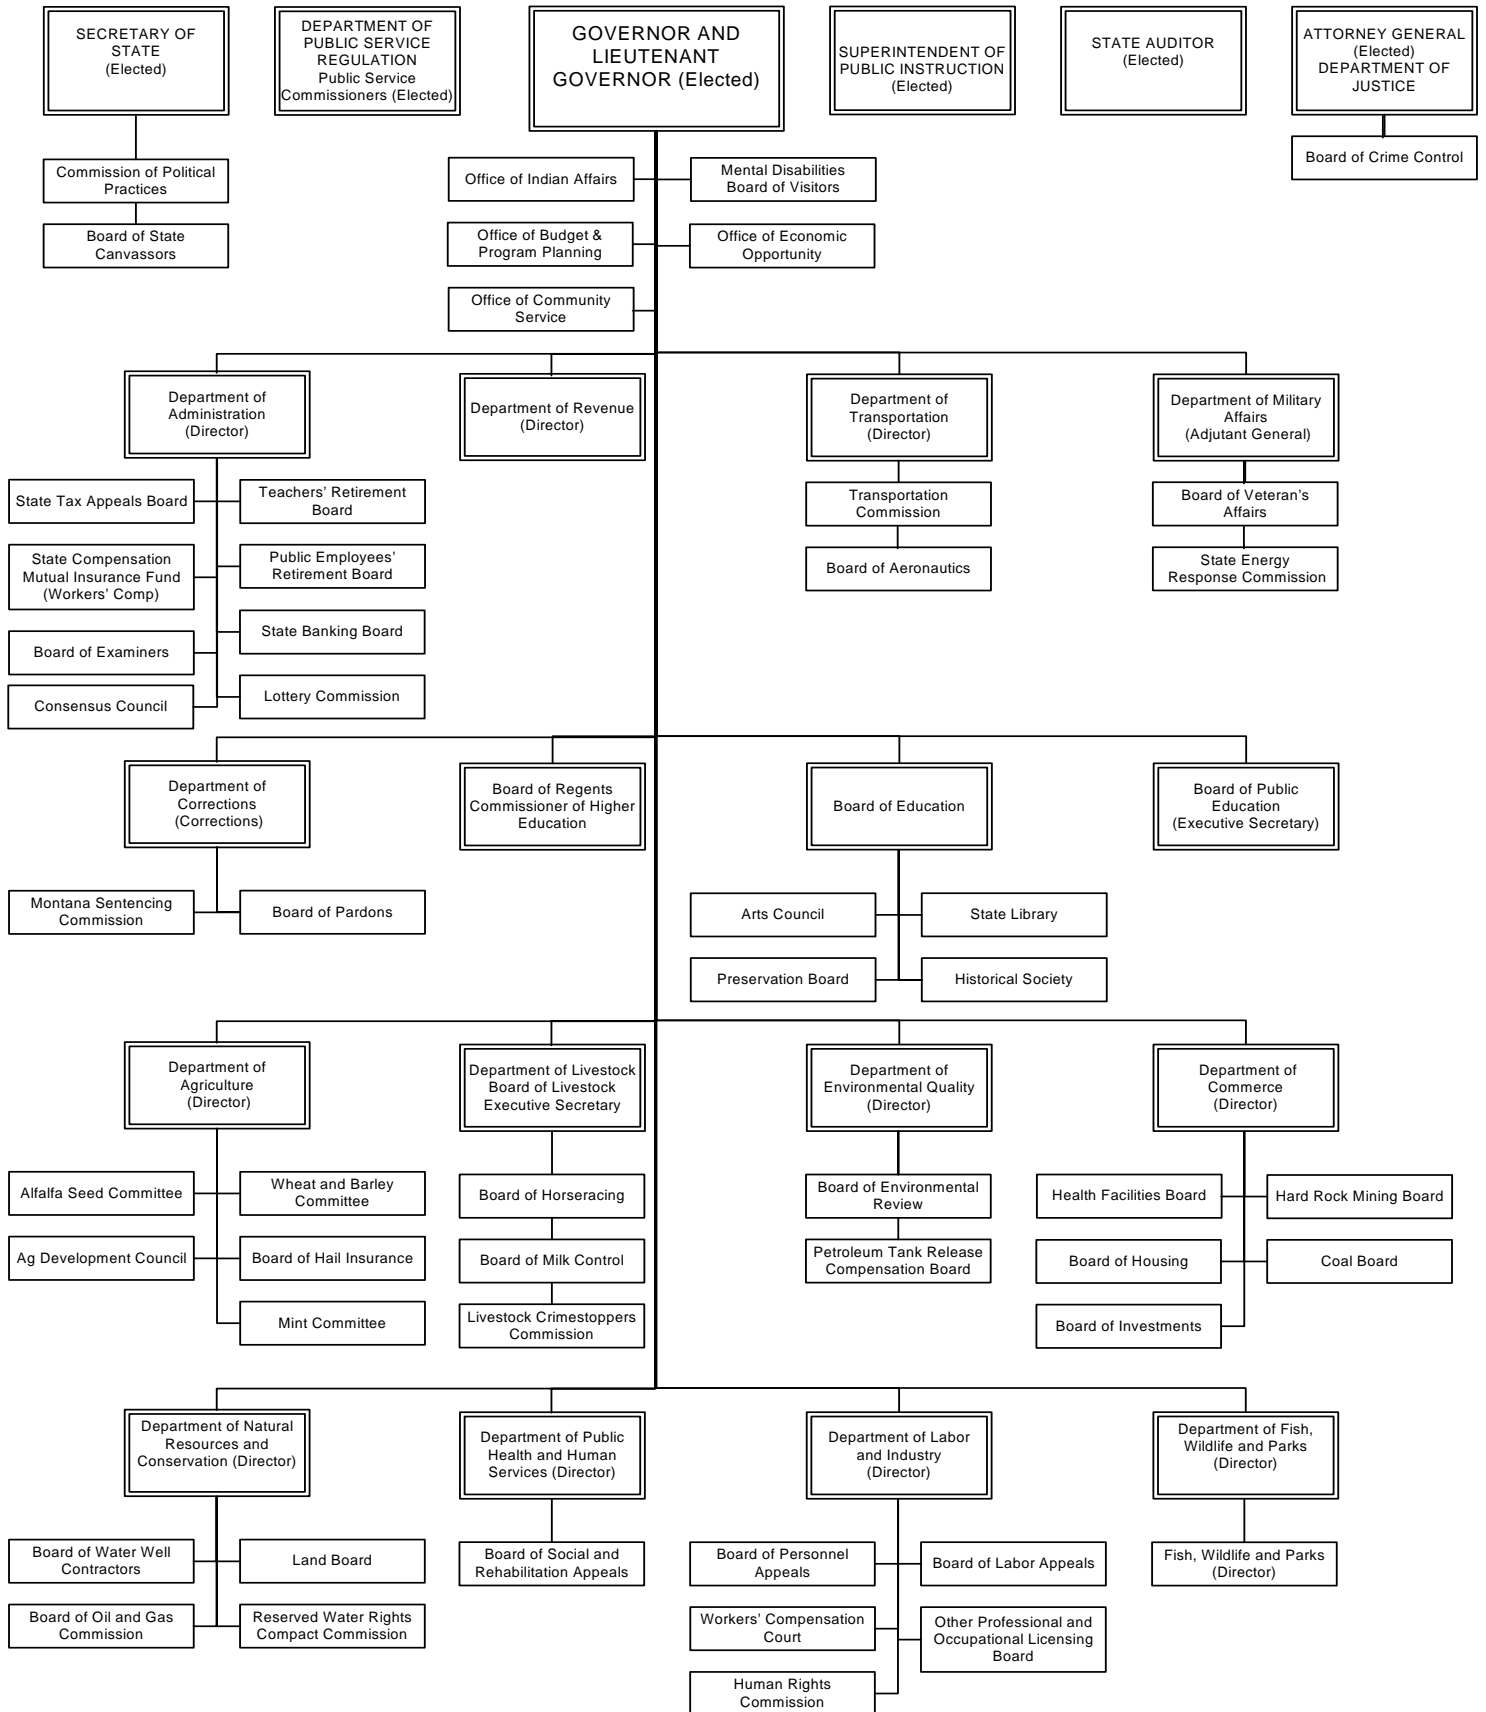 SECRETARY OF
STATE
(Elected)
DEPARTMENT OF
PUBLIC SERVICE
REGULATION
Public Service
Commissioners (Elected)
GOVERNOR AND
LIEUTENANT
GOVERNOR (Elected)
SUPERINTENDENT OF
PUBLIC INSTRUCTION
(Elected)
STATE AUDITOR
(Elected)
ATTORNEY GENERAL
(Elected)
DEPARTMENT OF
JUSTICE
Commission of Political
Practices
Board of State
Canvassors
Office of Indian Affairs
Mental Disabilities
Board of Visitors
Office of Budget &
Program Planning
Office of Economic
Opportunity
Office of Community
Service
Board of Crime Control
Department of
Administration
(Director)
Department of Revenue
(Director)
Department of
Transportation
(Director)
Department of Military
Affairs
(Adjutant General)
State Tax Appeals Board
Teachers' Retirement
Board
State Compensation
Mutual Insurance Fund
(Workers' Comp)
Public Employees'
Retirement Board
State Banking Board
Board of Examiners
Lottery Commission
Consensus Council
Transportation
Commission
Board of Aeronautics
Board of Veteran's
Affairs
State Energy
Response Commission
Department of
Corrections
(Corrections)
Board of Regents
Commissioner of Higher
Education
Board of Education
Board of Public
Education
(Executive Secretary)
Montana Sentencing
Commission
Board of Pardons
Arts Council
State Library
Preservation Board
Historical Society
Department of
Agriculture
(Director)
Department of Livestock
Board of Livestock
Executive Secretary
Department of
Environmental Quality
(Director)
Department of
Commerce
(Director)
Alfalfa Seed Committee
Wheat and Barley
Committee
Ag Development Council
Board of Hail Insurance
Mint Committee
Board of Horseracing
Board of Milk Control
Livestock Crimestoppers
Commission
Board of Environmental
Review
Petroleum Tank Release
Compensation Board
Health Facilities Board
Hard Rock Mining Board
Board of Housing
Coal Board
Board of Investments
Department of Natural
Resources and
Conservation (Director)
Department of Public
Health and Human
Services (Director)
Department of Labor
and Industry
(Director)
Department of Fish,
Wildlife and Parks
(Director)
Board of Water Well
Contractors
Land Board
Board of Oil and Gas
Commission
Reserved Water Rights
Compact Commission
Board of Social and
Rehabilitation Appeals
Board of Personnel
Appeals
Board of Labor Appeals
Workers' Compensation
Court
Other Professional and
Occupational Licensing
Board
Human Rights
Commission
Fish, Wildlife and Parks
(Director)